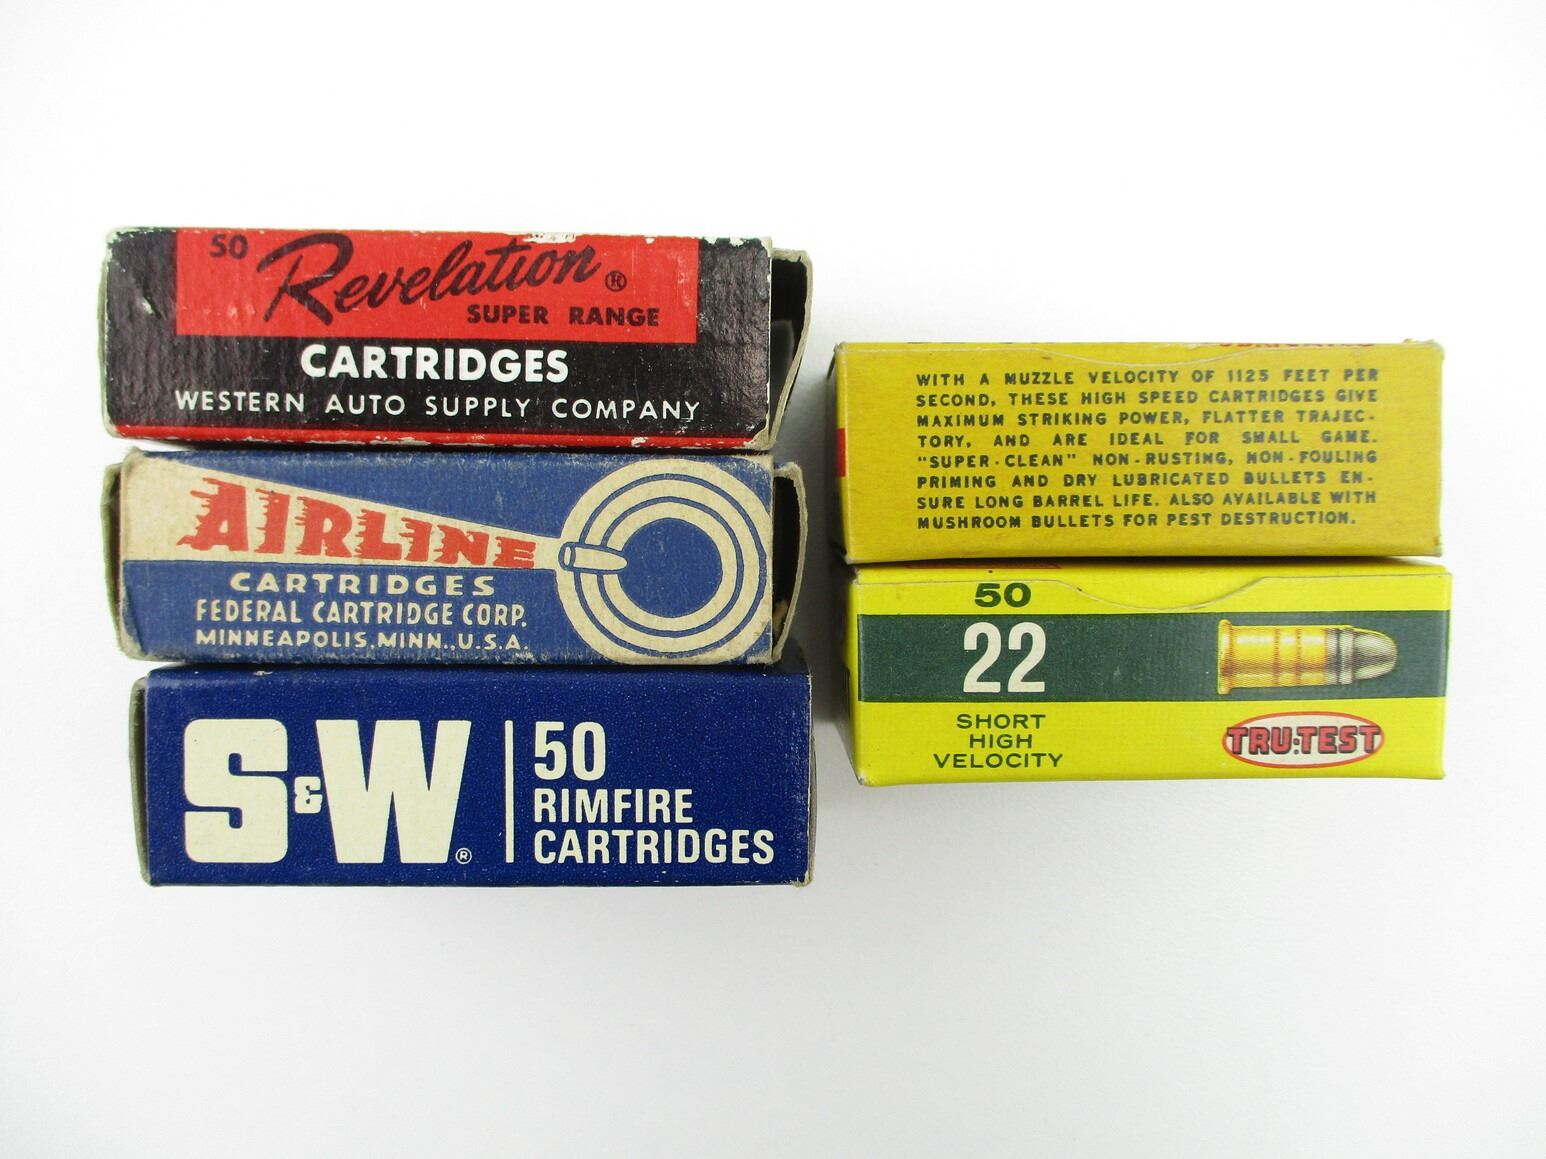 50 Revelation ®
SUPER RANGE
CARTRIDGES
WESTERN AUTO SUPPLY COMPANY
AIRLINE
CARTRIDGES
FEDERAL CARTRIDGE CORP.
MINNEAPOLIS, MINN., U.S.A.
S&W®
50
RIMFIRE
CARTRIDGES
WITH A MUZZLE VELOCITY OF 1125 FEET PER
SECOND, THESE HIGH SPEED CARTRIDGES GIVE
MAXIMUM STRIKING POWER, FLATTER TRAJEC-
TORY, AND ARE IDEAL FOR SMALL GAME.
"SUPER-CLEAN" NON-RUSTING, NON-FOULING
PRIMING AND DRY LUBRICATED BULLETS EN-
SURE LONG BARREL LIFE. ALSO AVAILABLE WITH
MUSHROOM BULLETS FOR PEST DESTRUCTION.
50
22
SHORT
HIGH
VELOCITY
TRU-TEST